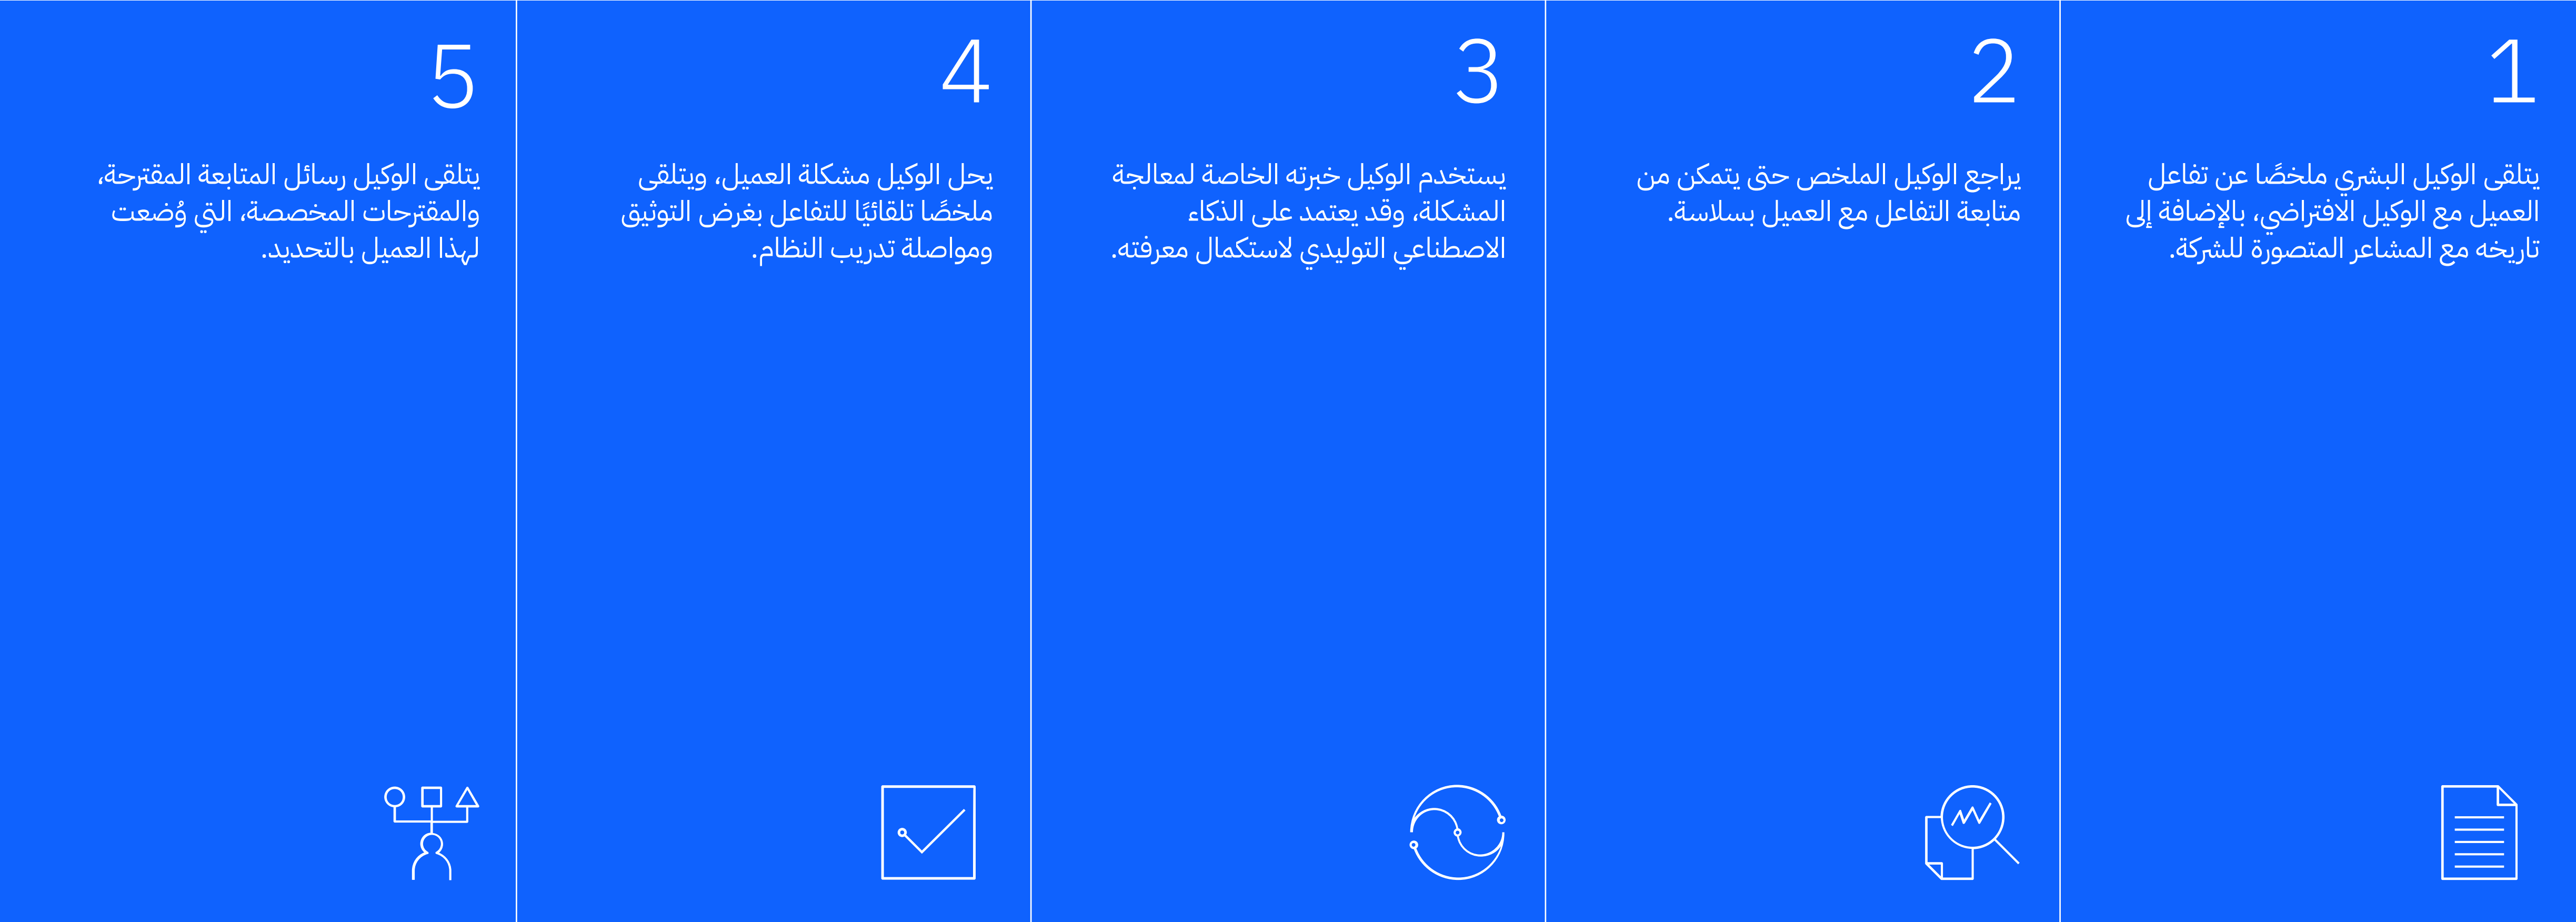 1
يتلقى الوكيل البشري ملخصًا عن تفاعل
العميل مع الوكيل الافتراضي، بالإضافة إلى
تاريخه مع المشاعر المتصورة للشركة.
2
يراجع الوكيل الملخص حتى يتمكن من
متابعة التفاعل مع العميل بسلاسة.
3
يستخدم الوكيل خبرته الخاصة لمعالجة
المشكلة، وقد يعتمد على الذكاء
الاصطناعي التوليدي لاستكمال معرفته.
4
يحل الوكيل مشكلة العميل، ويتلقى
ملخصًا تلقائيًا للتفاعل بغرض التوثيق
ومواصلة تدريب النظام.
5
يتلقى الوكيل رسائل المتابعة المقترحة،
والمقترحات المخصصة، التي وُضعت
لهذا العميل بالتحديد.